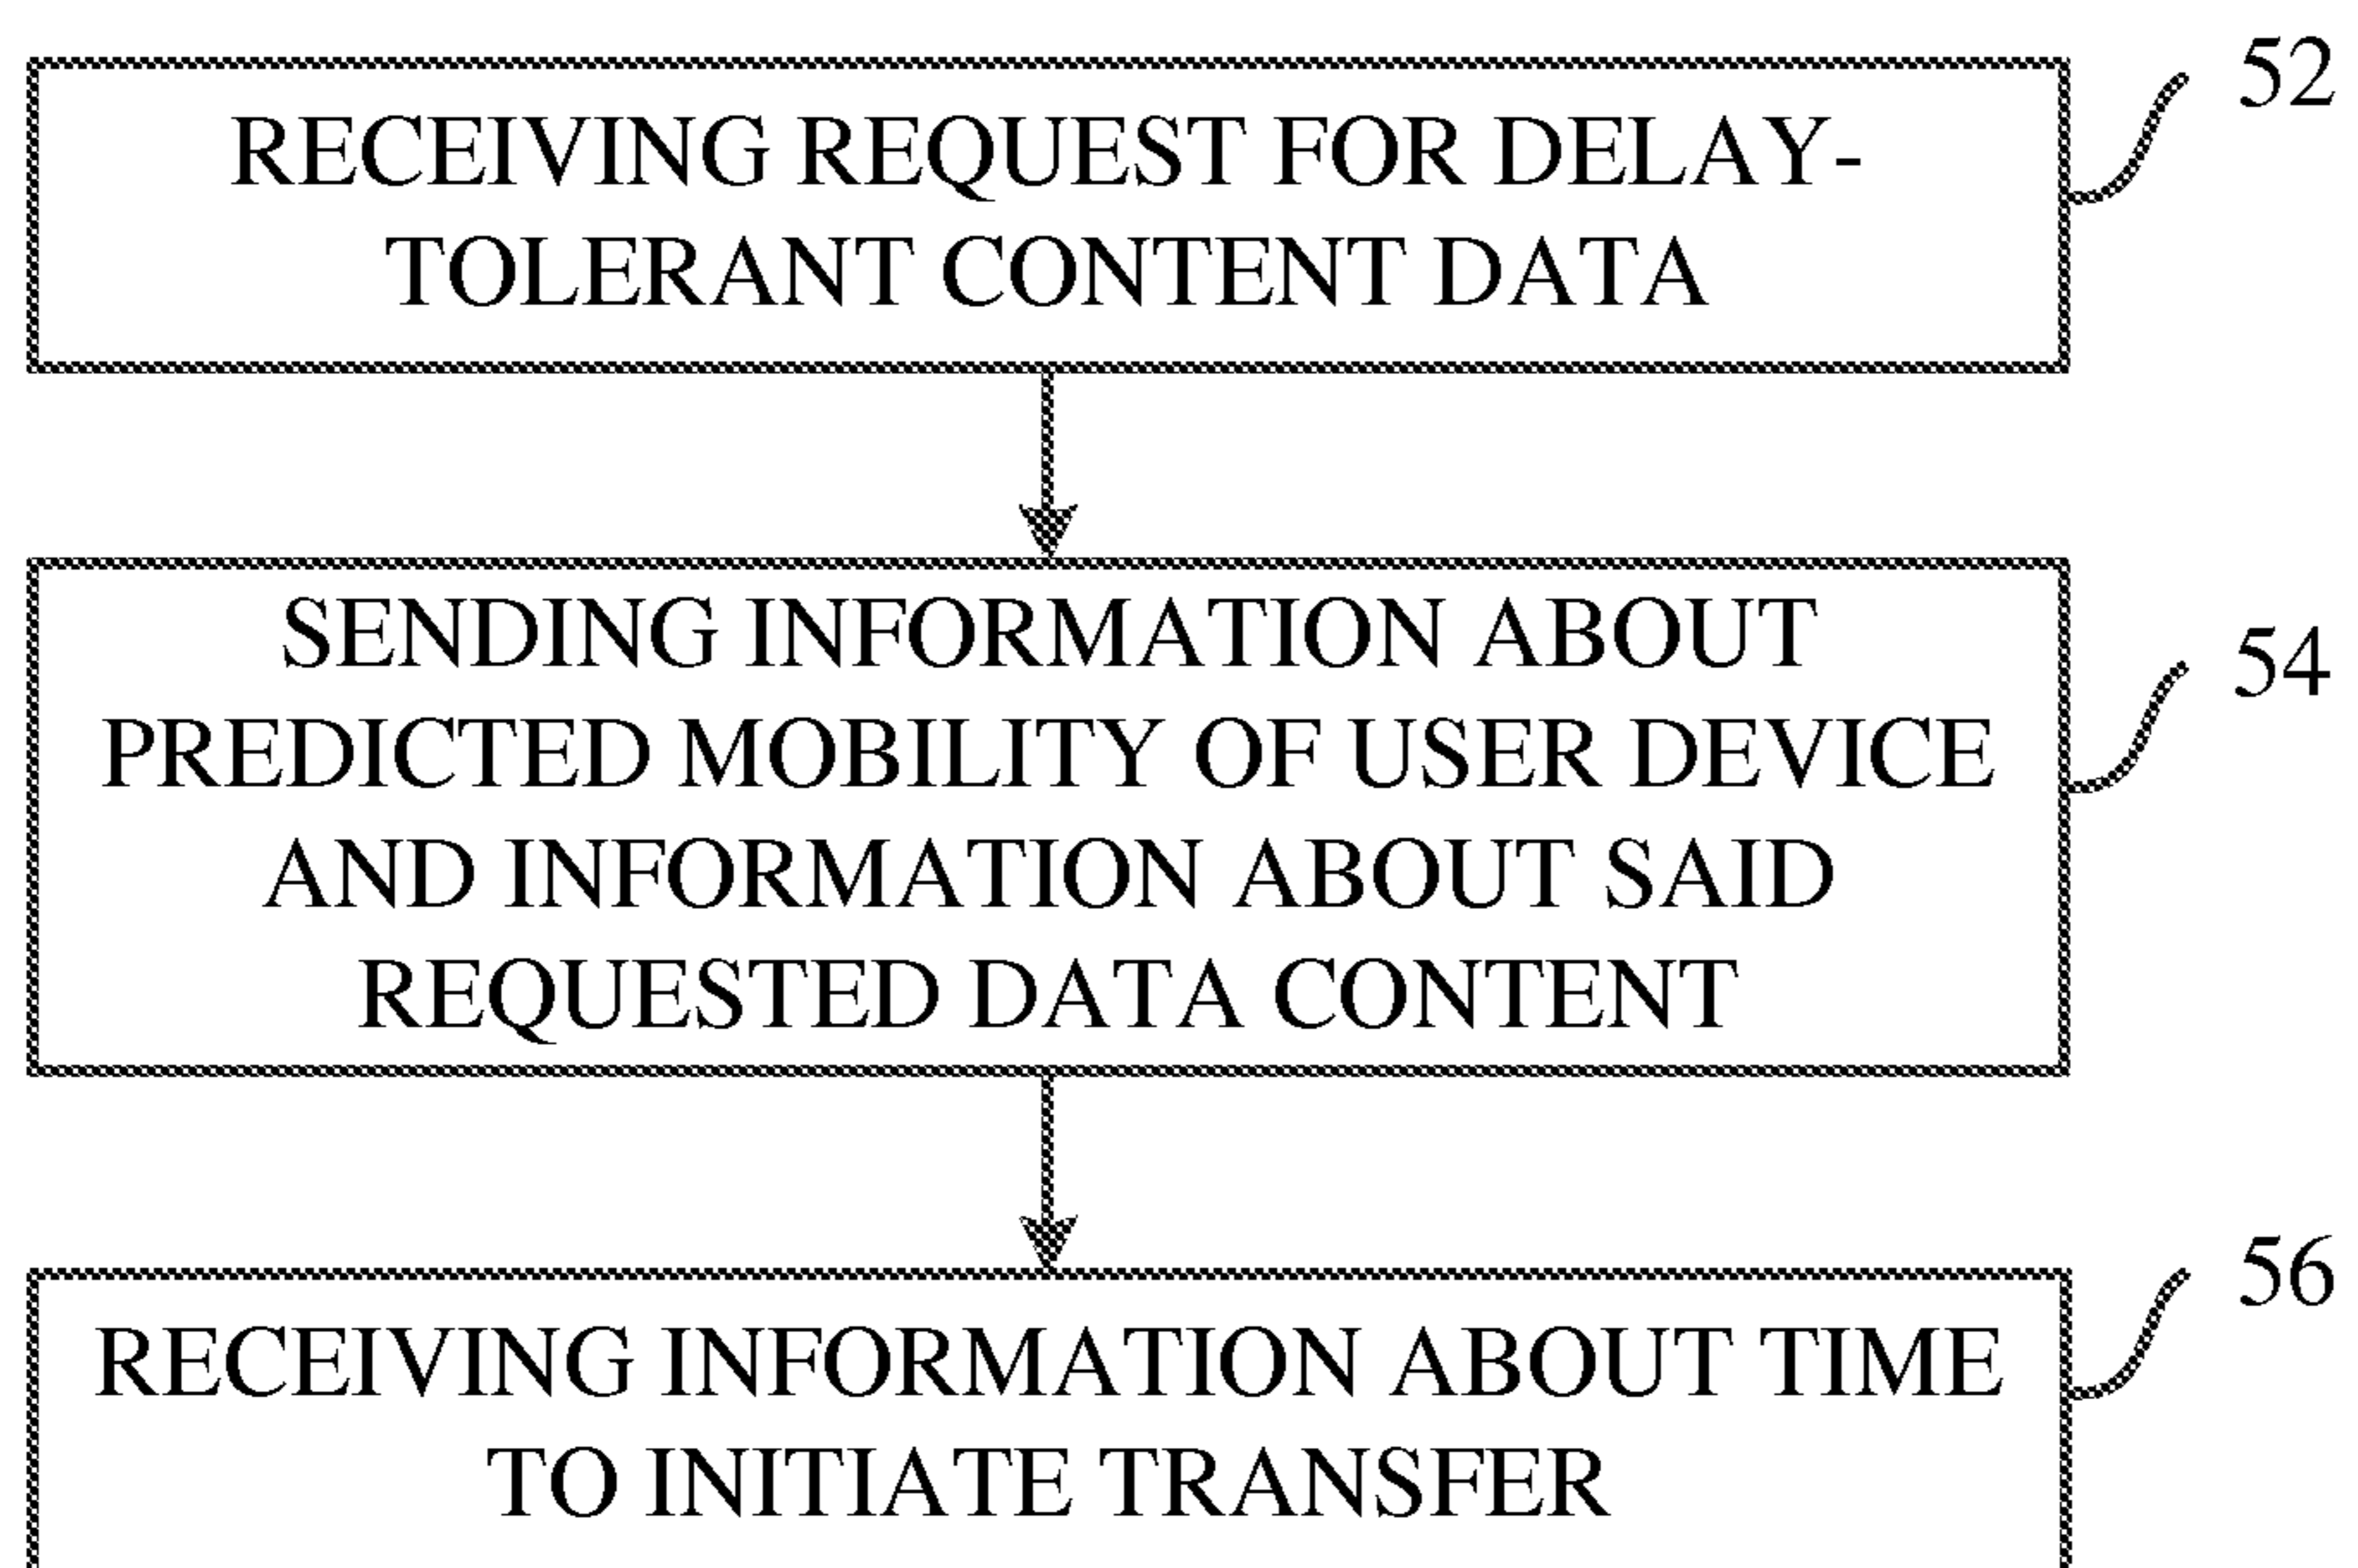 52
RECEIVING REQUEST FOR DELAY-
TOLERANT CONTENT DATA
SENDING INFORMATION ABOUT
54
PREDICTED MOBILITY OF USER DEVICE
AND INFORMATION ABOUT SAID
REQUESTED DATA CONTENT
56
RECEIVING INFORMATION ABOUT TIME
TO INITIATE TRANSFER